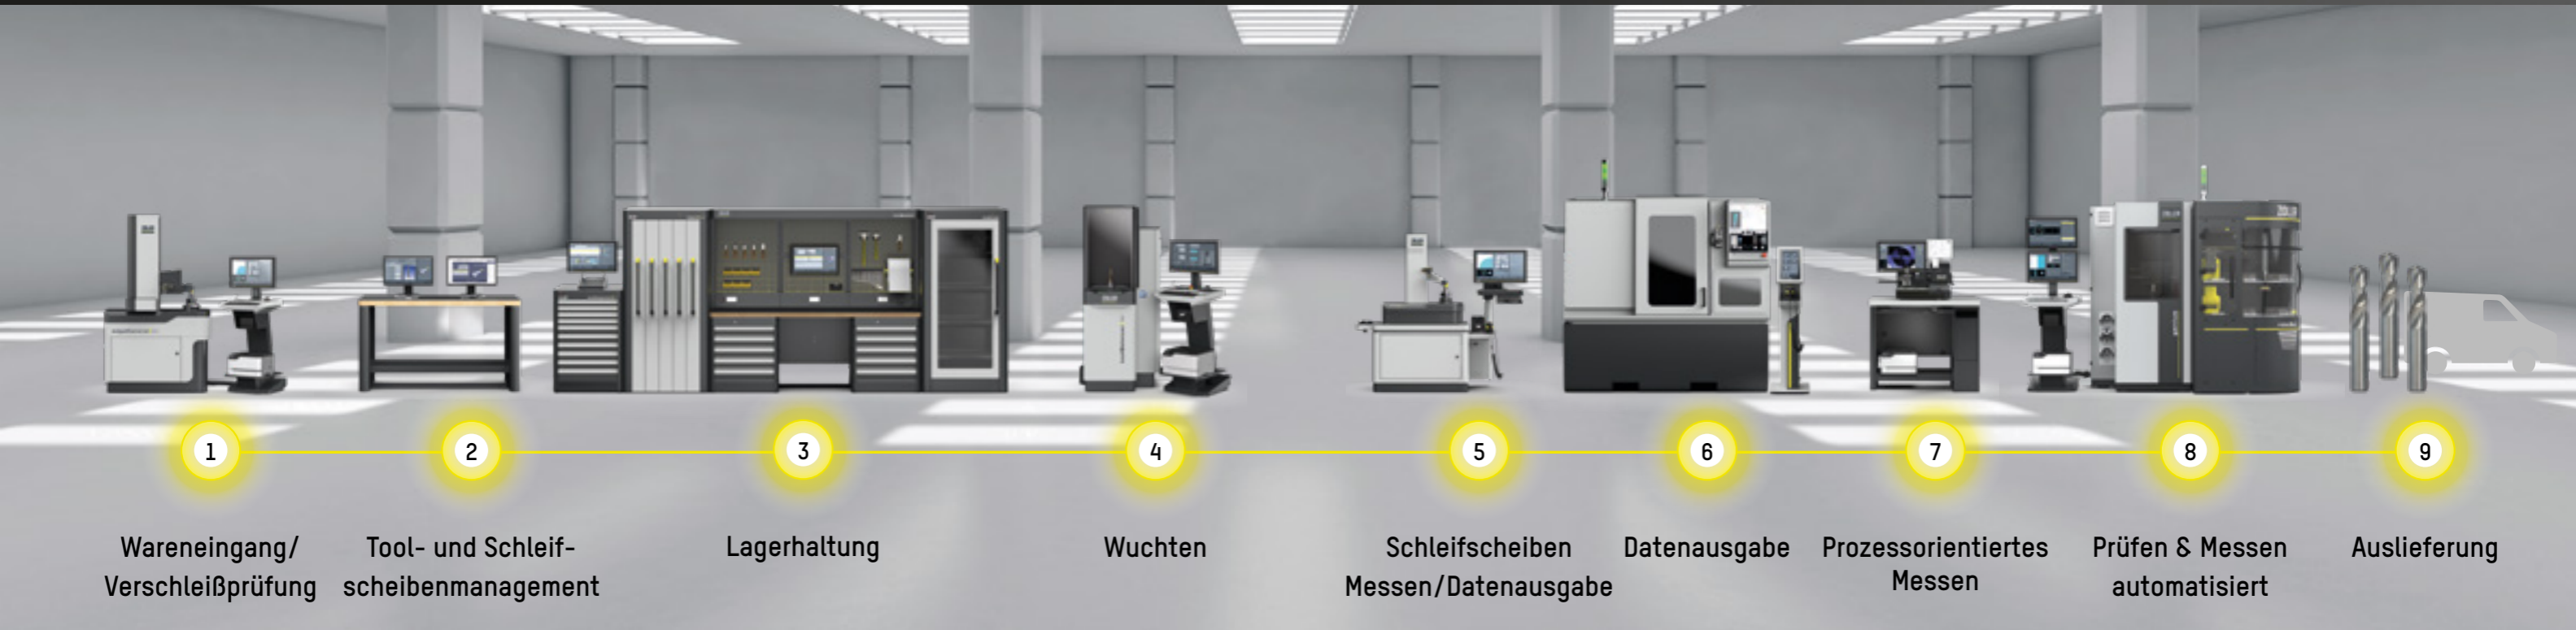 1
2
3
4
5
6
7
8
9
Wareneingang/
Verschleißprüfung
Tool- und Schleif-
scheibenmanagement
Lagerhaltung
Wuchten
Schleifscheiben
Messen/Datenausgabe
Datenausgabe
Prozessorientiertes
Messen
Prüfen & Messen
automatisiert
Auslieferung